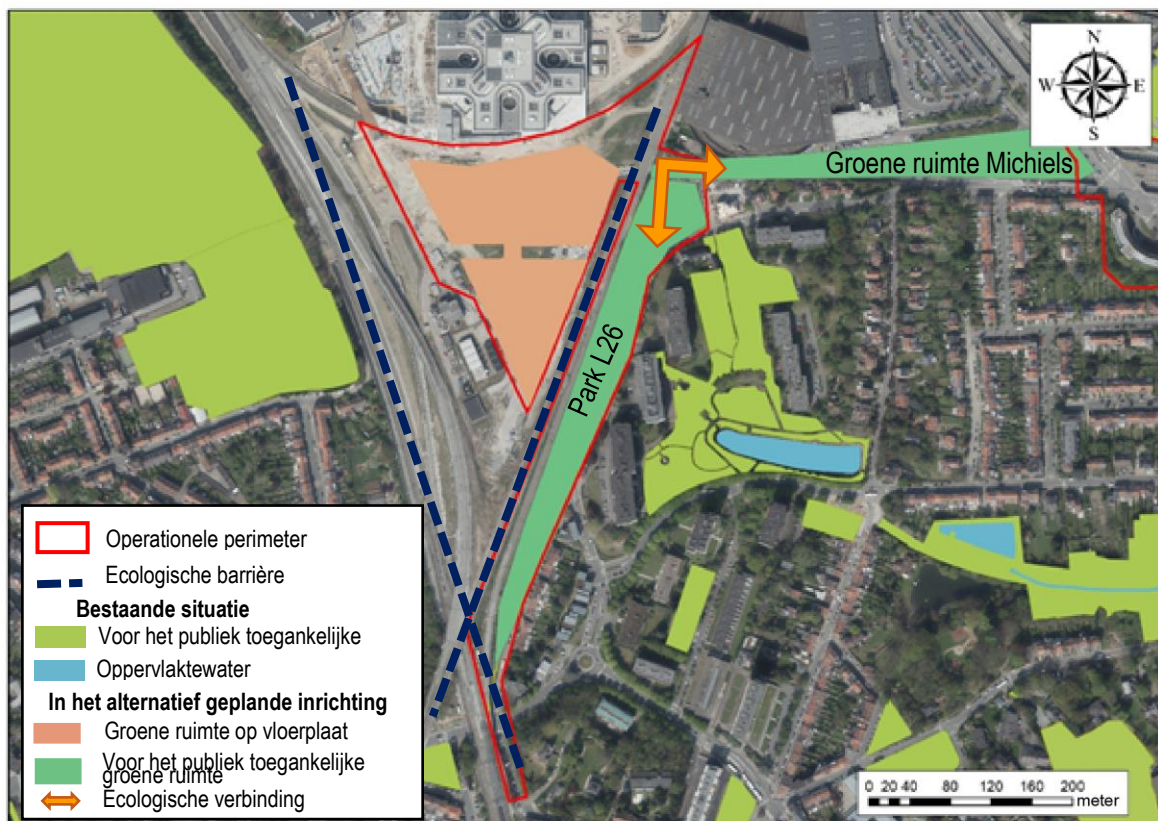 N
W E
S
Groene ruimte Michiels
Park L26
Operationele perimeter
Ecologische barrière
Bestaande situatie
Voor het publiek toegankelijke
Oppervlaktewater
In het alternatief geplande inrichting
Groene ruimte op vloerplaat
Voor het publiek toegankelijke
groene ruimte
Ecologische verbinding
0 20 40 80 120 160 200
meter